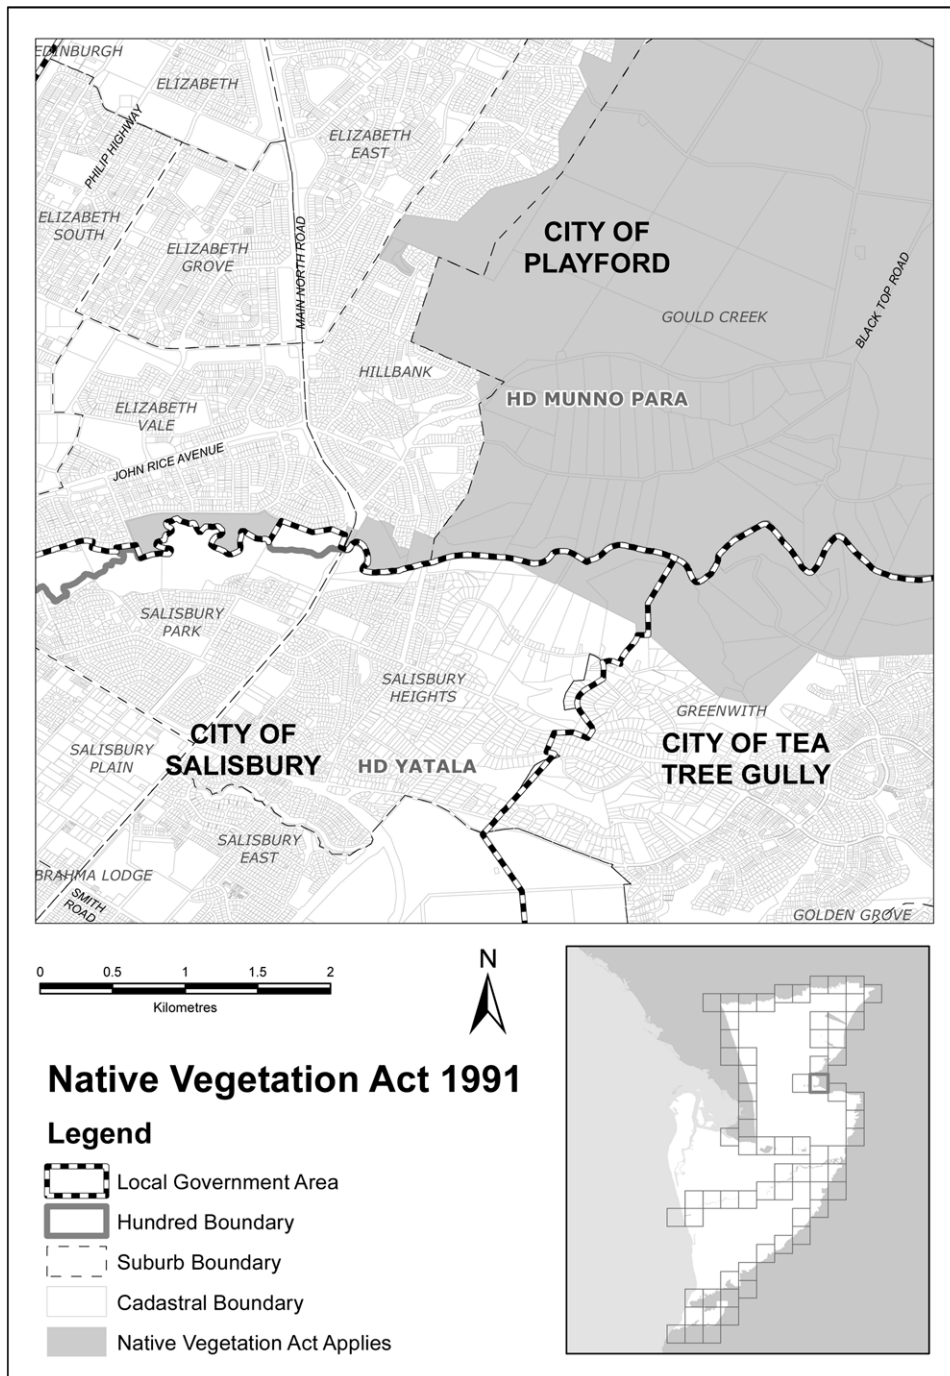 EDINBURGH
ELIZABETH
PHILIP HIGHWAY
ELIZABETH
EAST
ELIZABETH
SOUTH
ELIZABETH
GROVE
MAIN NORTH ROAD
CITY OF
PLAYFORD
BLACK TOP ROAD
GOULD CREEK
HILLBANK
HD MUNNO PARA
ELIZABETH
VALE
JOHN RICE AVENUE
SALISBURY
PARK
SALISBURY
HEIGHTS
GREENWITH
CITY OF
SALISBURY
CITY OF TEA
TREE GULLY
SALISBURY
PLAIN
HD YATALA
SALISBURY
EAST
BRAHMA LODGE
SMITH
ROAD
GOLDEN GROVE
0 0.5 1 1.5 2
Kilometres
N
Native Vegetation Act 1991
Legend
Local Government Area
Hundred Boundary
Suburb Boundary
Cadastral Boundary
Native Vegetation Act Applies